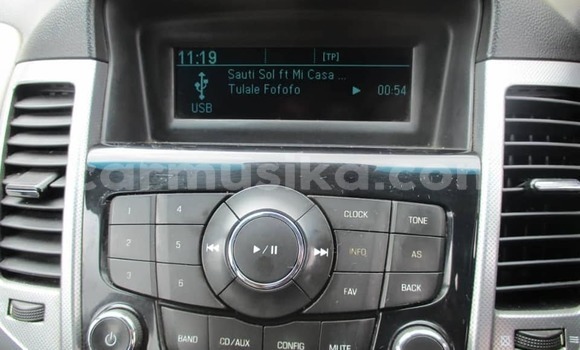 11:19 [TP]
Sauti Sol ft Mi Casa ...
Tulale Fofofo 00:54
USB
carmusika.com
1 4 CLOCK TONE
2 5 INFO AS
3 6 FAV BACK
BAND CD/AUX CONFIG MUTE